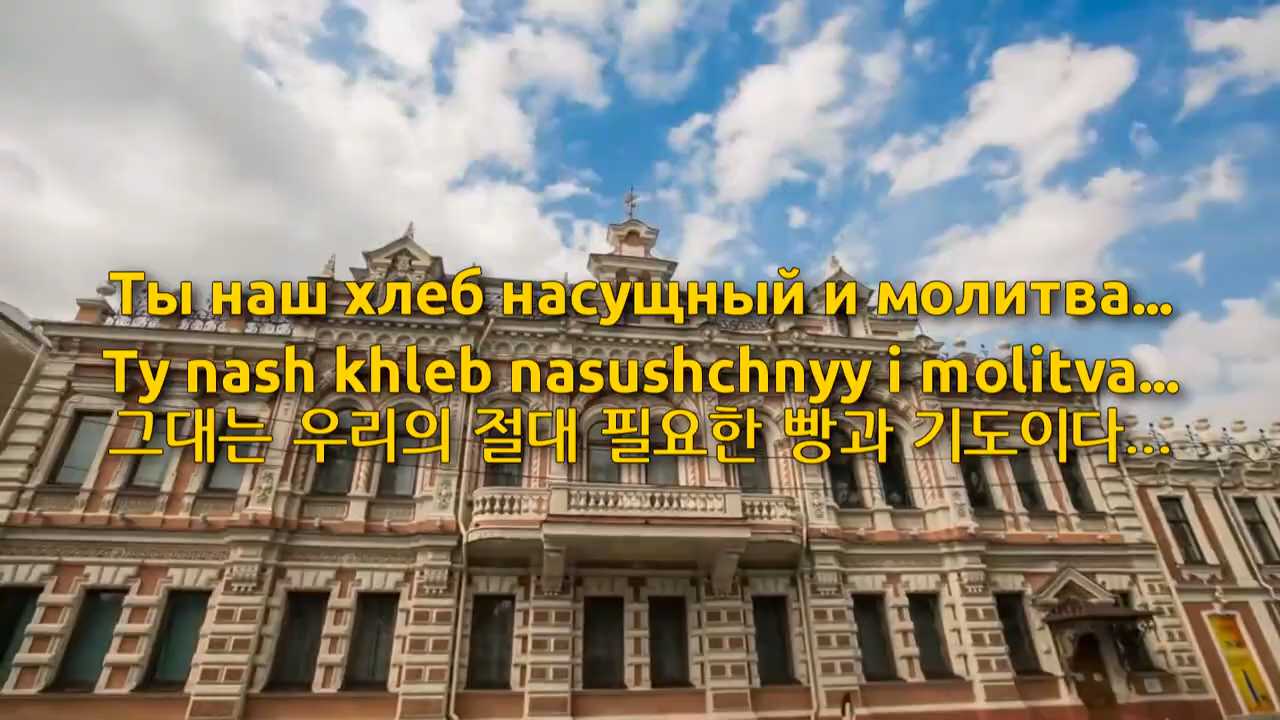 Ты наш хлеб насущный и молитва...
Ty nash khleb nasushchnyy i molitva...
그대는 우리의 절대 필요한 빵과 기도이다...